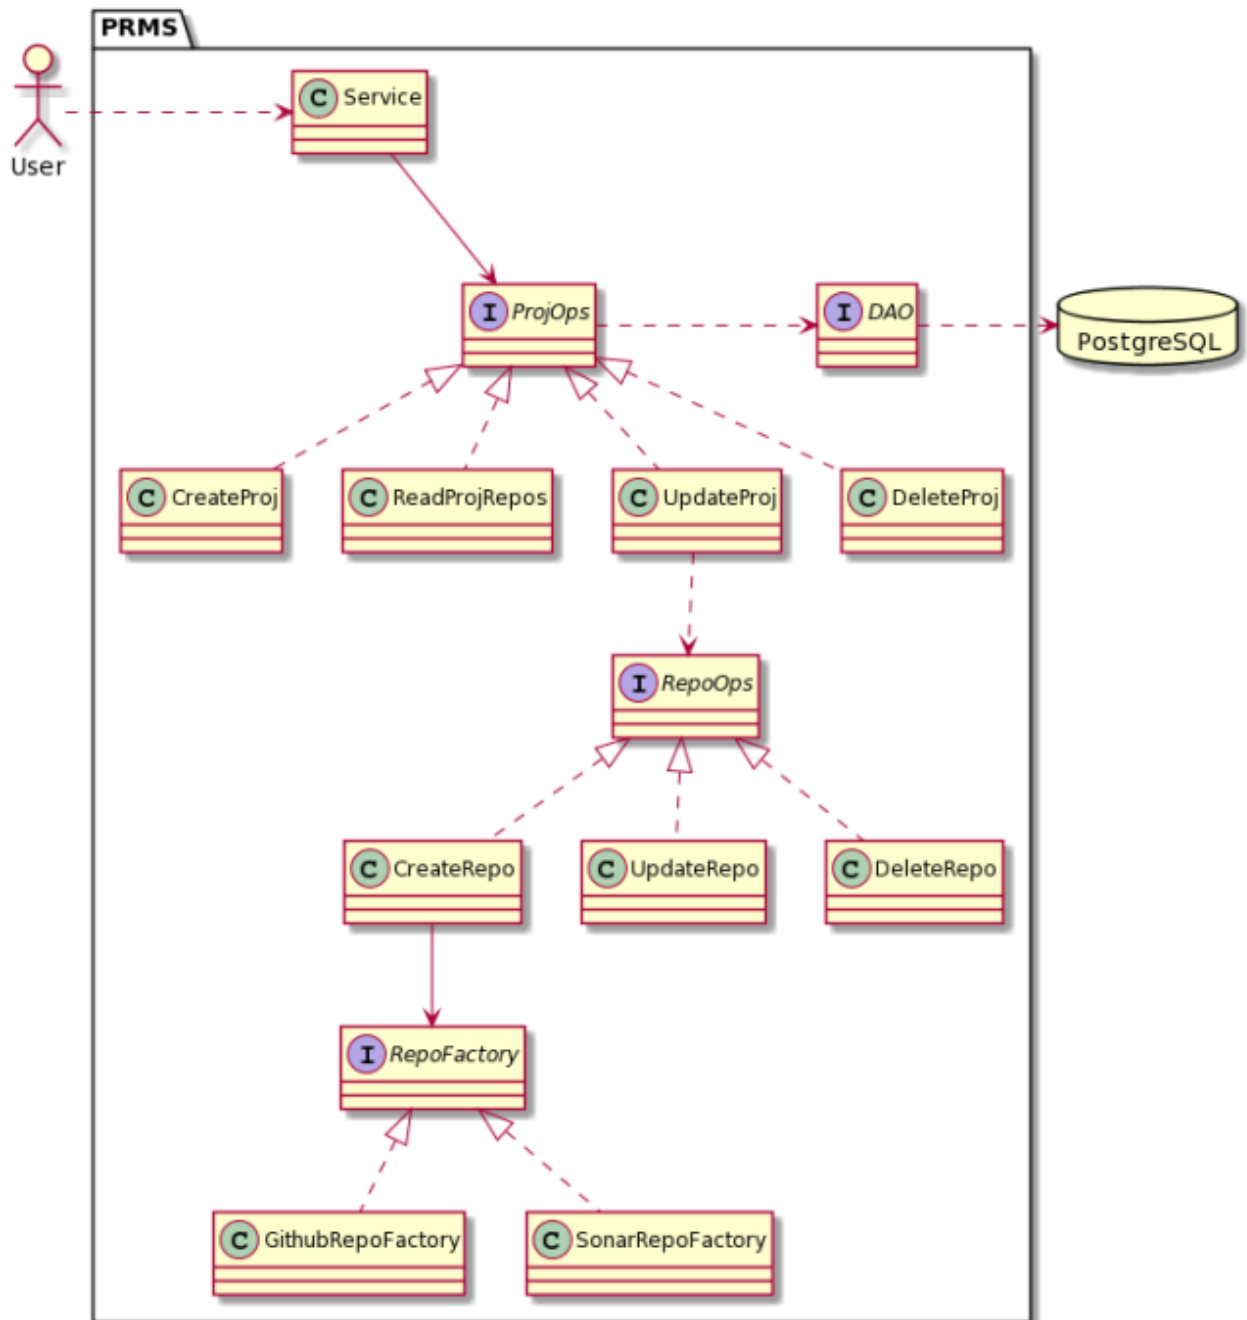 PRMS
User
C Service
I ProjOps
I DAO
PostgreSQL
C CreateProj
C ReadProjRepos
C UpdateProj
C DeleteProj
I RepoOps
C CreateRepo
C UpdateRepo
C DeleteRepo
I RepoFactory
C GithubRepoFactory
C SonarRepoFactory